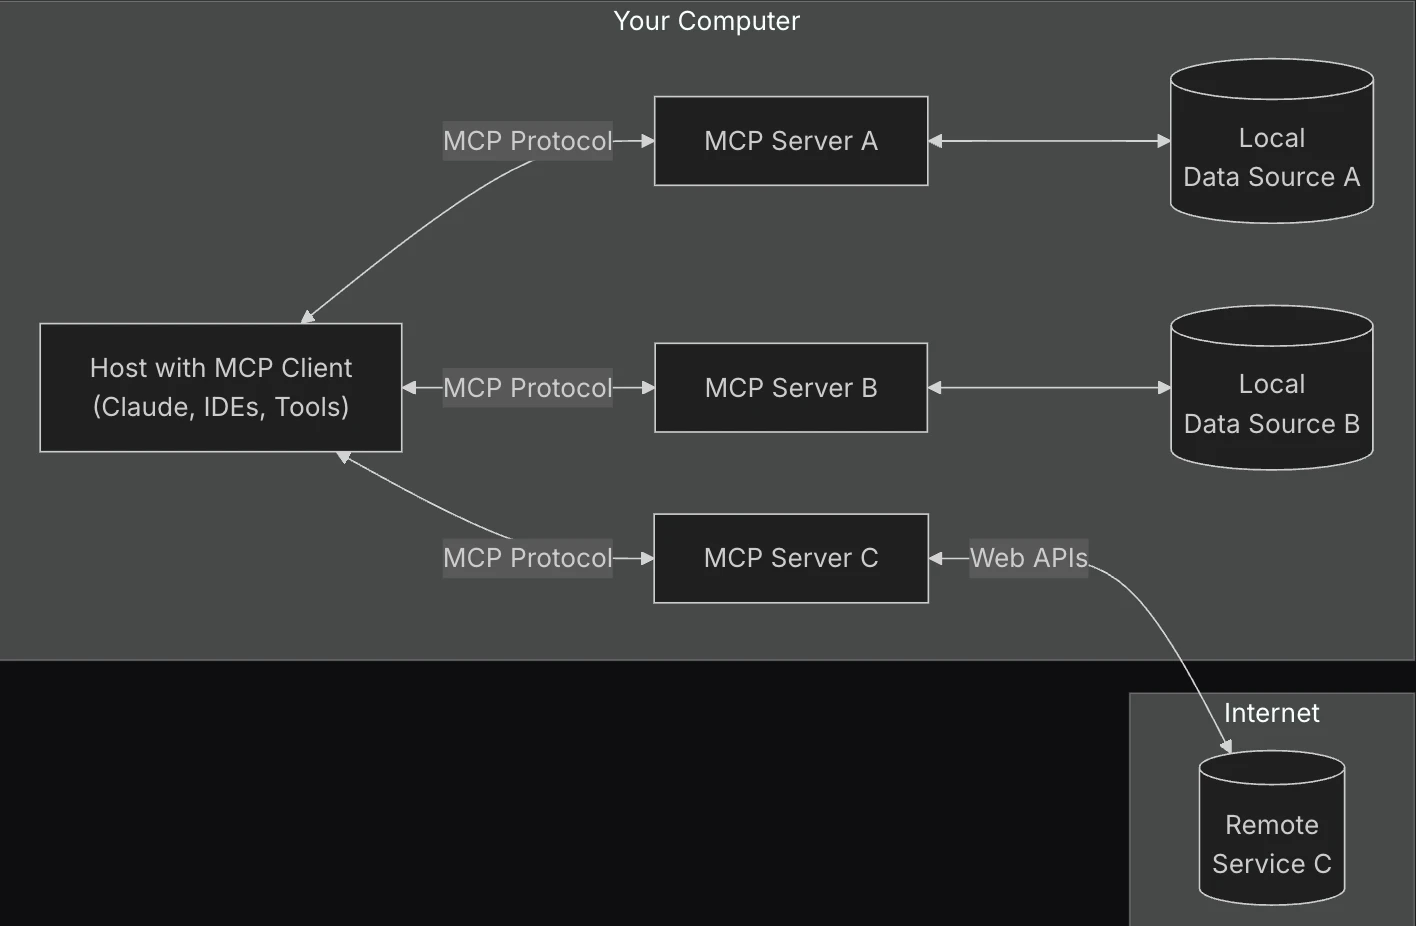 Your Computer
MCP Protocol
MCP Server A
Local
Data Source A
Host with MCP Client
(Claude, IDEs, Tools)
MCP Protocol
MCP Server B
Local
Data Source B
MCP Protocol
MCP Server C
Web APIs
Internet
Remote
Service C